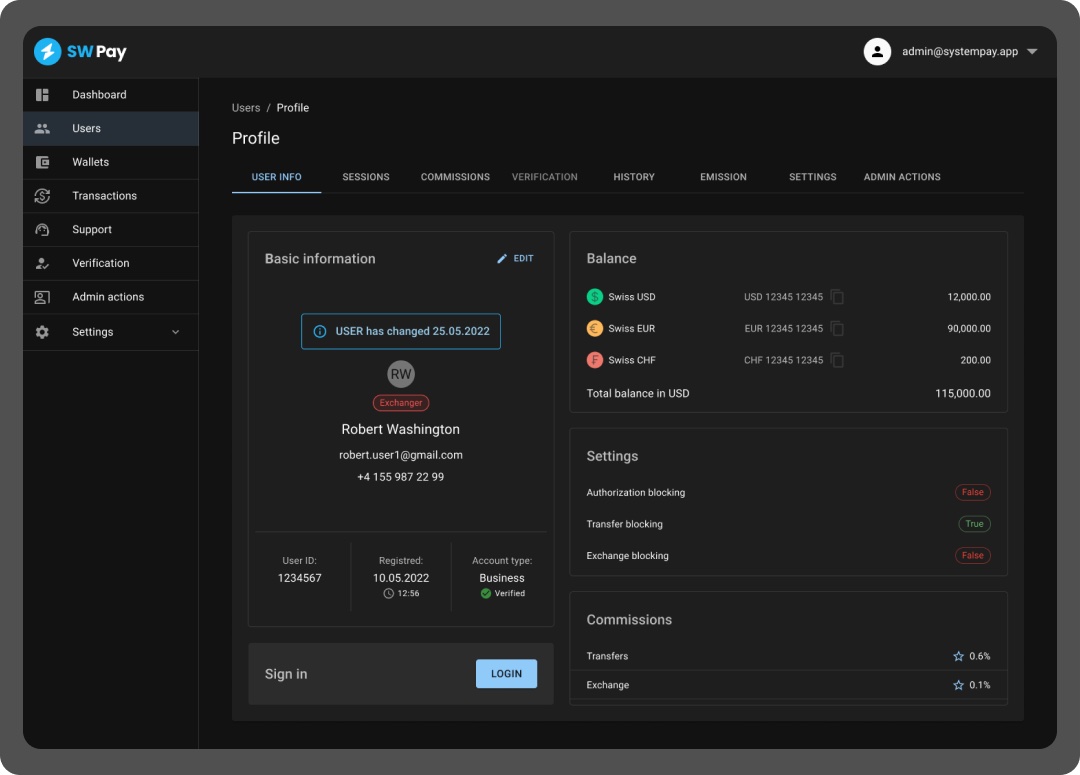 SW Pay
admin@systempay.app
Dashboard
Users
Wallets
Transactions
Support
Verification
Admin actions
Settings
Users / Profile
Profile
USER INFO SESSIONS COMMISSIONS VERIFICATION HISTORY EMISSION SETTINGS ADMIN ACTIONS
Basic information
EDIT
USER has changed 25.05.2022
RW
Exchanger
Robert Washington
robert.user1@gmail.com
+4 155 987 22 99
User ID:
1234567
Registred:
10.05.2022
12:56
Account type:
Business
Verified
Sign in
LOGIN
Balance
$ Swiss USD USD 12345 12345 12,000.00
€ Swiss EUR EUR 12345 12345 90,000.00
₣ Swiss CHF CHF 12345 12345 200.00
Total balance in USD 115,000.00
Settings
Authorization blocking False
Transfer blocking True
Exchange blocking False
Commissions
Transfers 0.6%
Exchange 0.1%